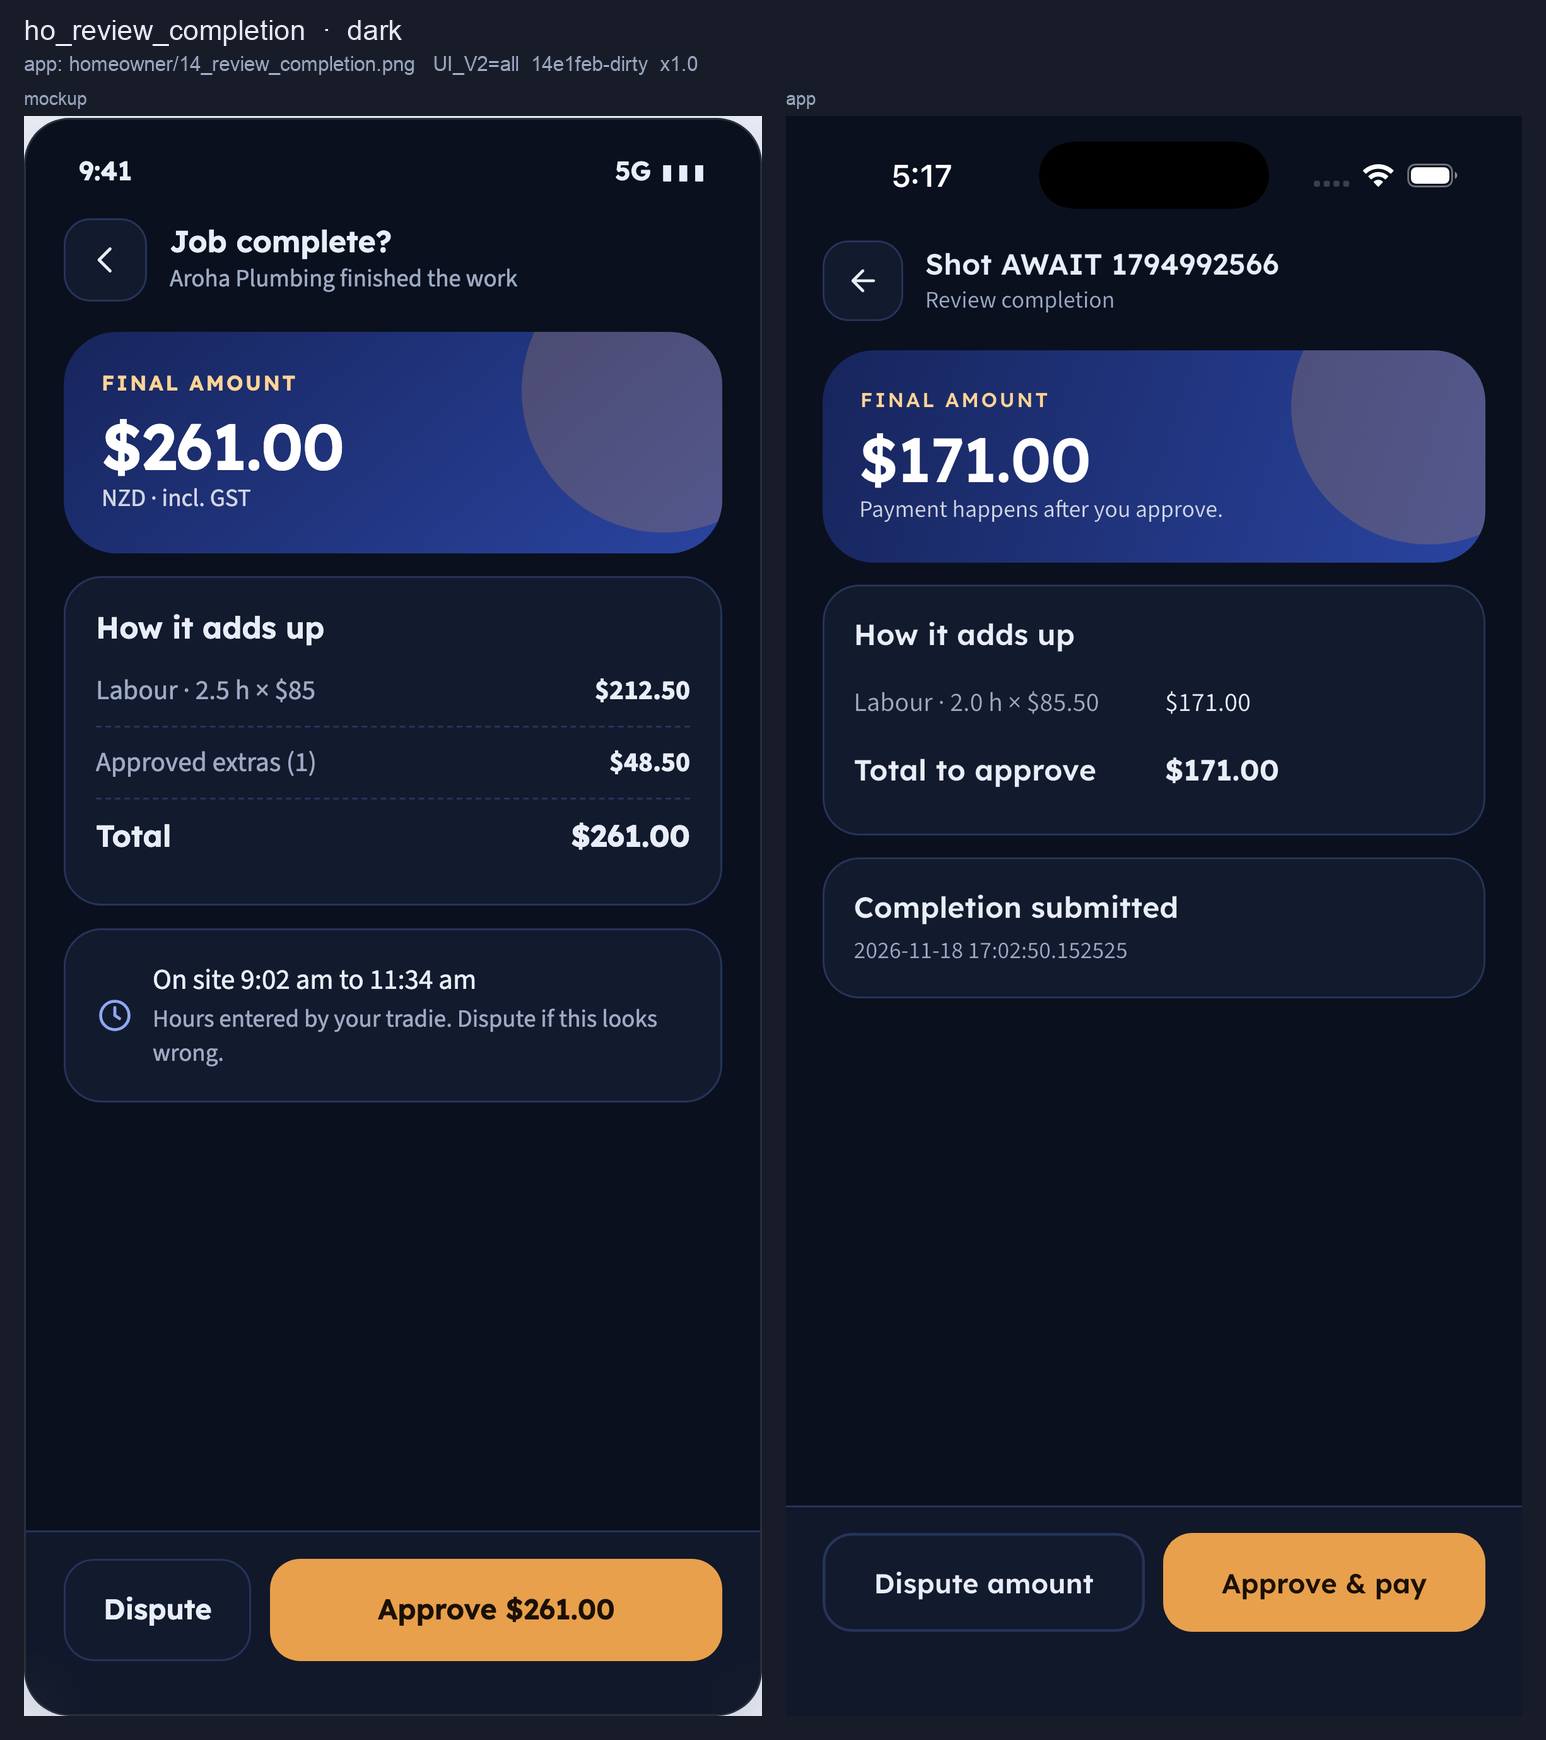 ho_review_completion · dark
app: homeowner/14_review_completion.png UI_V2=all 14e1feb-dirty x1.0
mockup
9:41
5G
Job complete?
Aroha Plumbing finished the work
FINAL AMOUNT
$261.00
NZD · incl. GST
How it adds up
Labour · 2.5 h × $85 $212.50
Approved extras (1) $48.50
Total $261.00
On site 9:02 am to 11:34 am
Hours entered by your tradie. Dispute if this looks
wrong.
Dispute
Approve $261.00
app
5:17
Shot AWAIT 1794992566
Review completion
FINAL AMOUNT
$171.00
Payment happens after you approve.
How it adds up
Labour · 2.0 h × $85.50 $171.00
Total to approve $171.00
Completion submitted
2026-11-18 17:02:50.152525
Dispute amount
Approve & pay